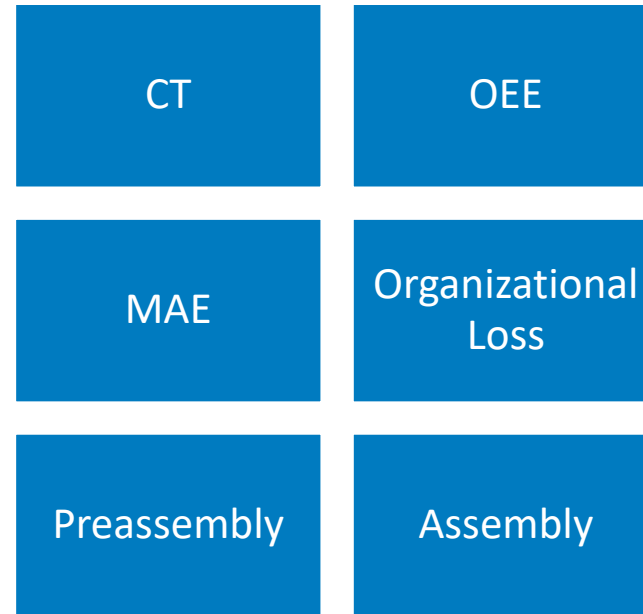 CT
OEE
MAE
Organizational
Loss
Preassembly
Assembly